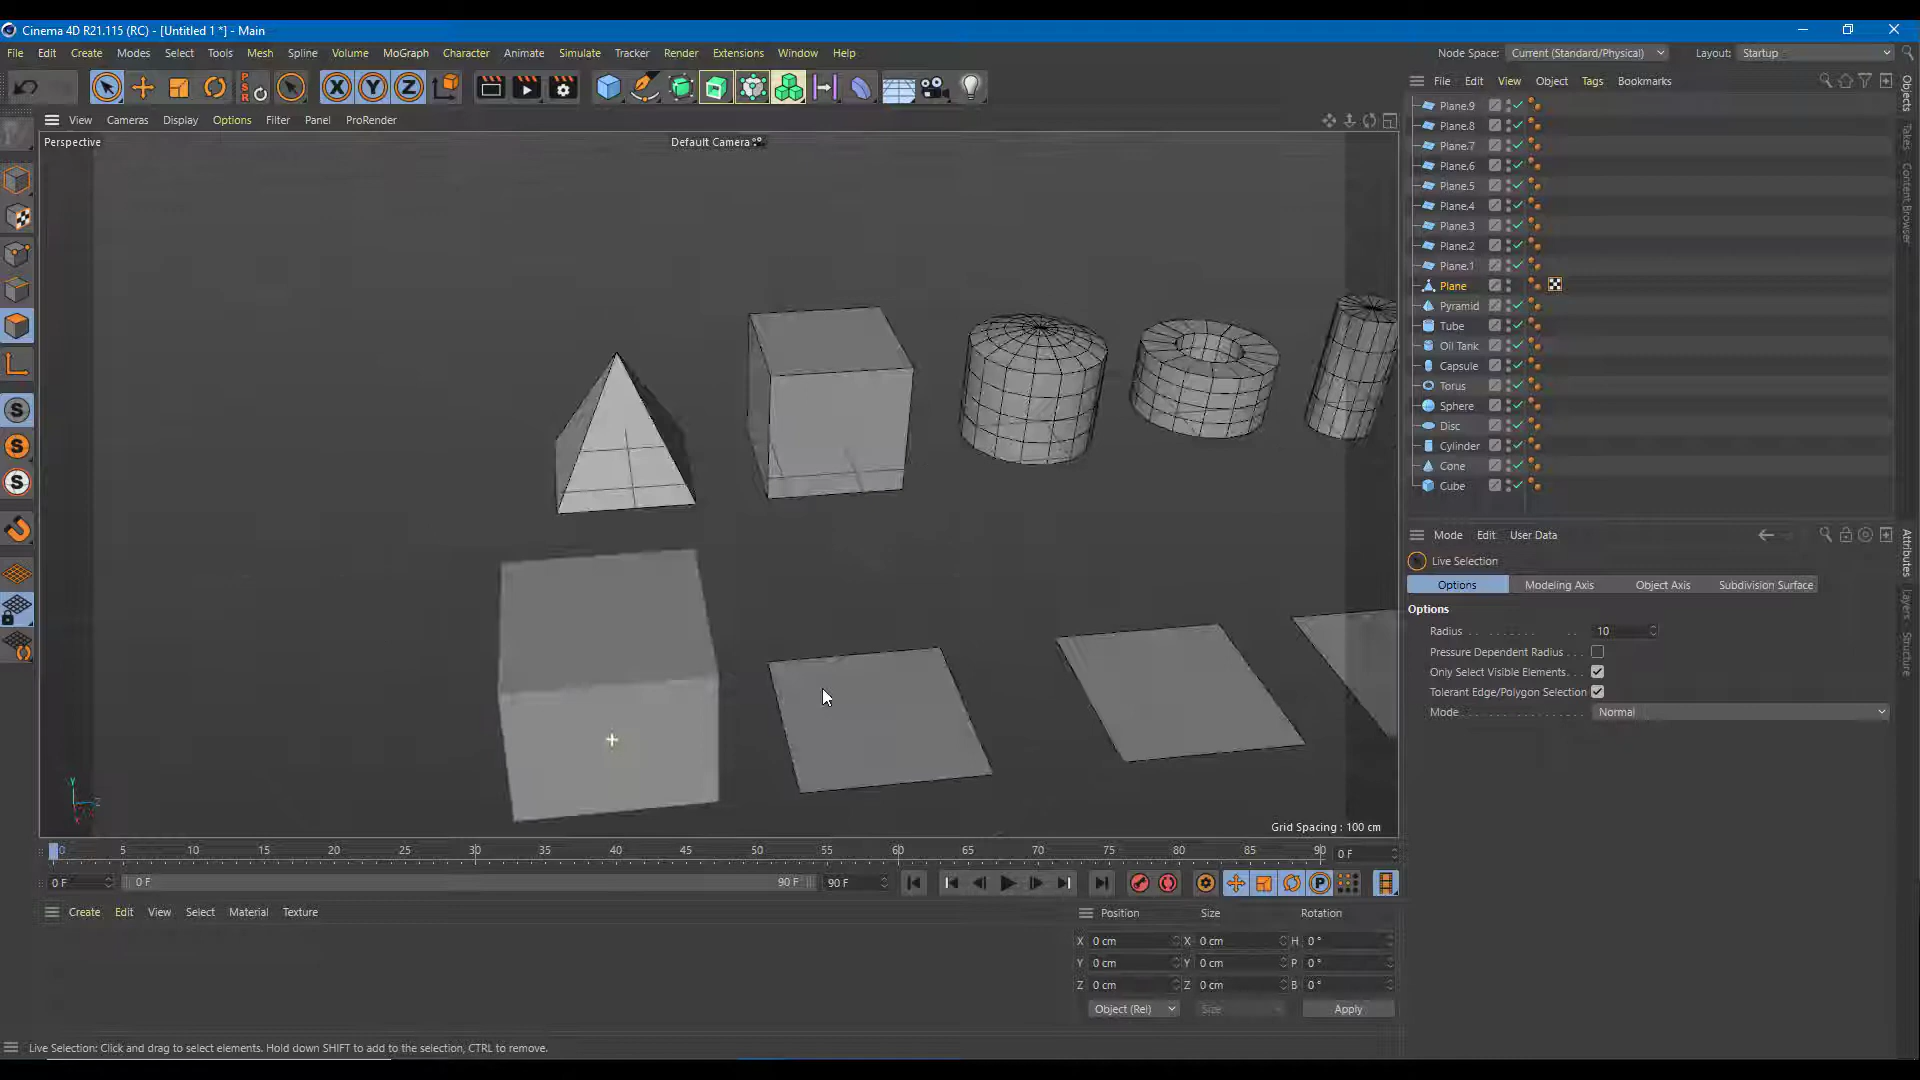 Cinema 4D R21.115 (RC) - [Untitled 1 *] - Main
File Edit Create Modes Select Tools Mesh Spline Volume MoGraph Character Animate Simulate Tracker Render Extensions Window Help
Node Space: Current (Standard/Physical) Layout: Startup
PSR
X Y Z
File Edit View Object Tags Bookmarks
View Cameras Display Options Filter Panel ProRender
Perspective
Default Camera
Plane.9
Plane.8
Plane.7
Plane.6
Plane.5
Plane.4
Plane.3
Plane.2
Plane.1
Plane
Pyramid
Tube
Oil Tank
Capsule
Torus
Sphere
Disc
Cylinder
Cone
Cube
Objects
Takes
Content Browser
S
S
S
Mode Edit User Data
Live Selection
Options Modeling Axis Object Axis Subdivision Surface
Options
Radius . . . . . . . . . 10
Pressure Dependent Radius
Only Select Visible Elements
Tolerant Edge/Polygon Selection
Mode Normal
Attributes
Layers
Structure
Y
Z
X
Grid Spacing : 100 cm
0 5 10 15 20 25 30 35 40 45 50 55 60 65 70 75 80 85 90 0 F
0 F 0 F 90 F 90 F
P
Create Edit View Select Material Texture
Position Size Rotation
X 0 cm X 0 cm H 0 °
Y 0 cm Y 0 cm P 0 °
Z 0 cm Z 0 cm B 0 °
Object (Rel) Size Apply
Live Selection: Click and drag to select elements. Hold down SHIFT to add to the selection, CTRL to remove.